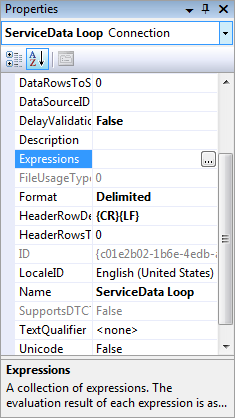 Properties
ServiceData Loop Connection
DataRowsToS 0
DataSourceID
DelayValidatio False
Description
Expressions ...
FileUsageType 0
Format Delimited
HeaderRowDe {CR}{LF}
HeaderRowsT 0
ID {c01e2b02-1b6e-4edb-a
LocaleID English (United States)
Name ServiceData Loop
SupportsDTCT False
TextQualifier <none>
Unicode False
Expressions
A collection of expressions. The
evaluation result of each expression is as...